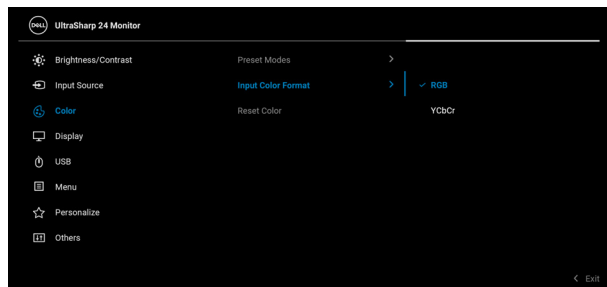 DELL UltraSharp 24 Monitor
Brightness/Contrast
Preset Modes >
Input Source
Input Color Format >
✓ RGB
Color
Reset Color
YCbCr
Display
USB
Menu
Personalize
Others
< Exit